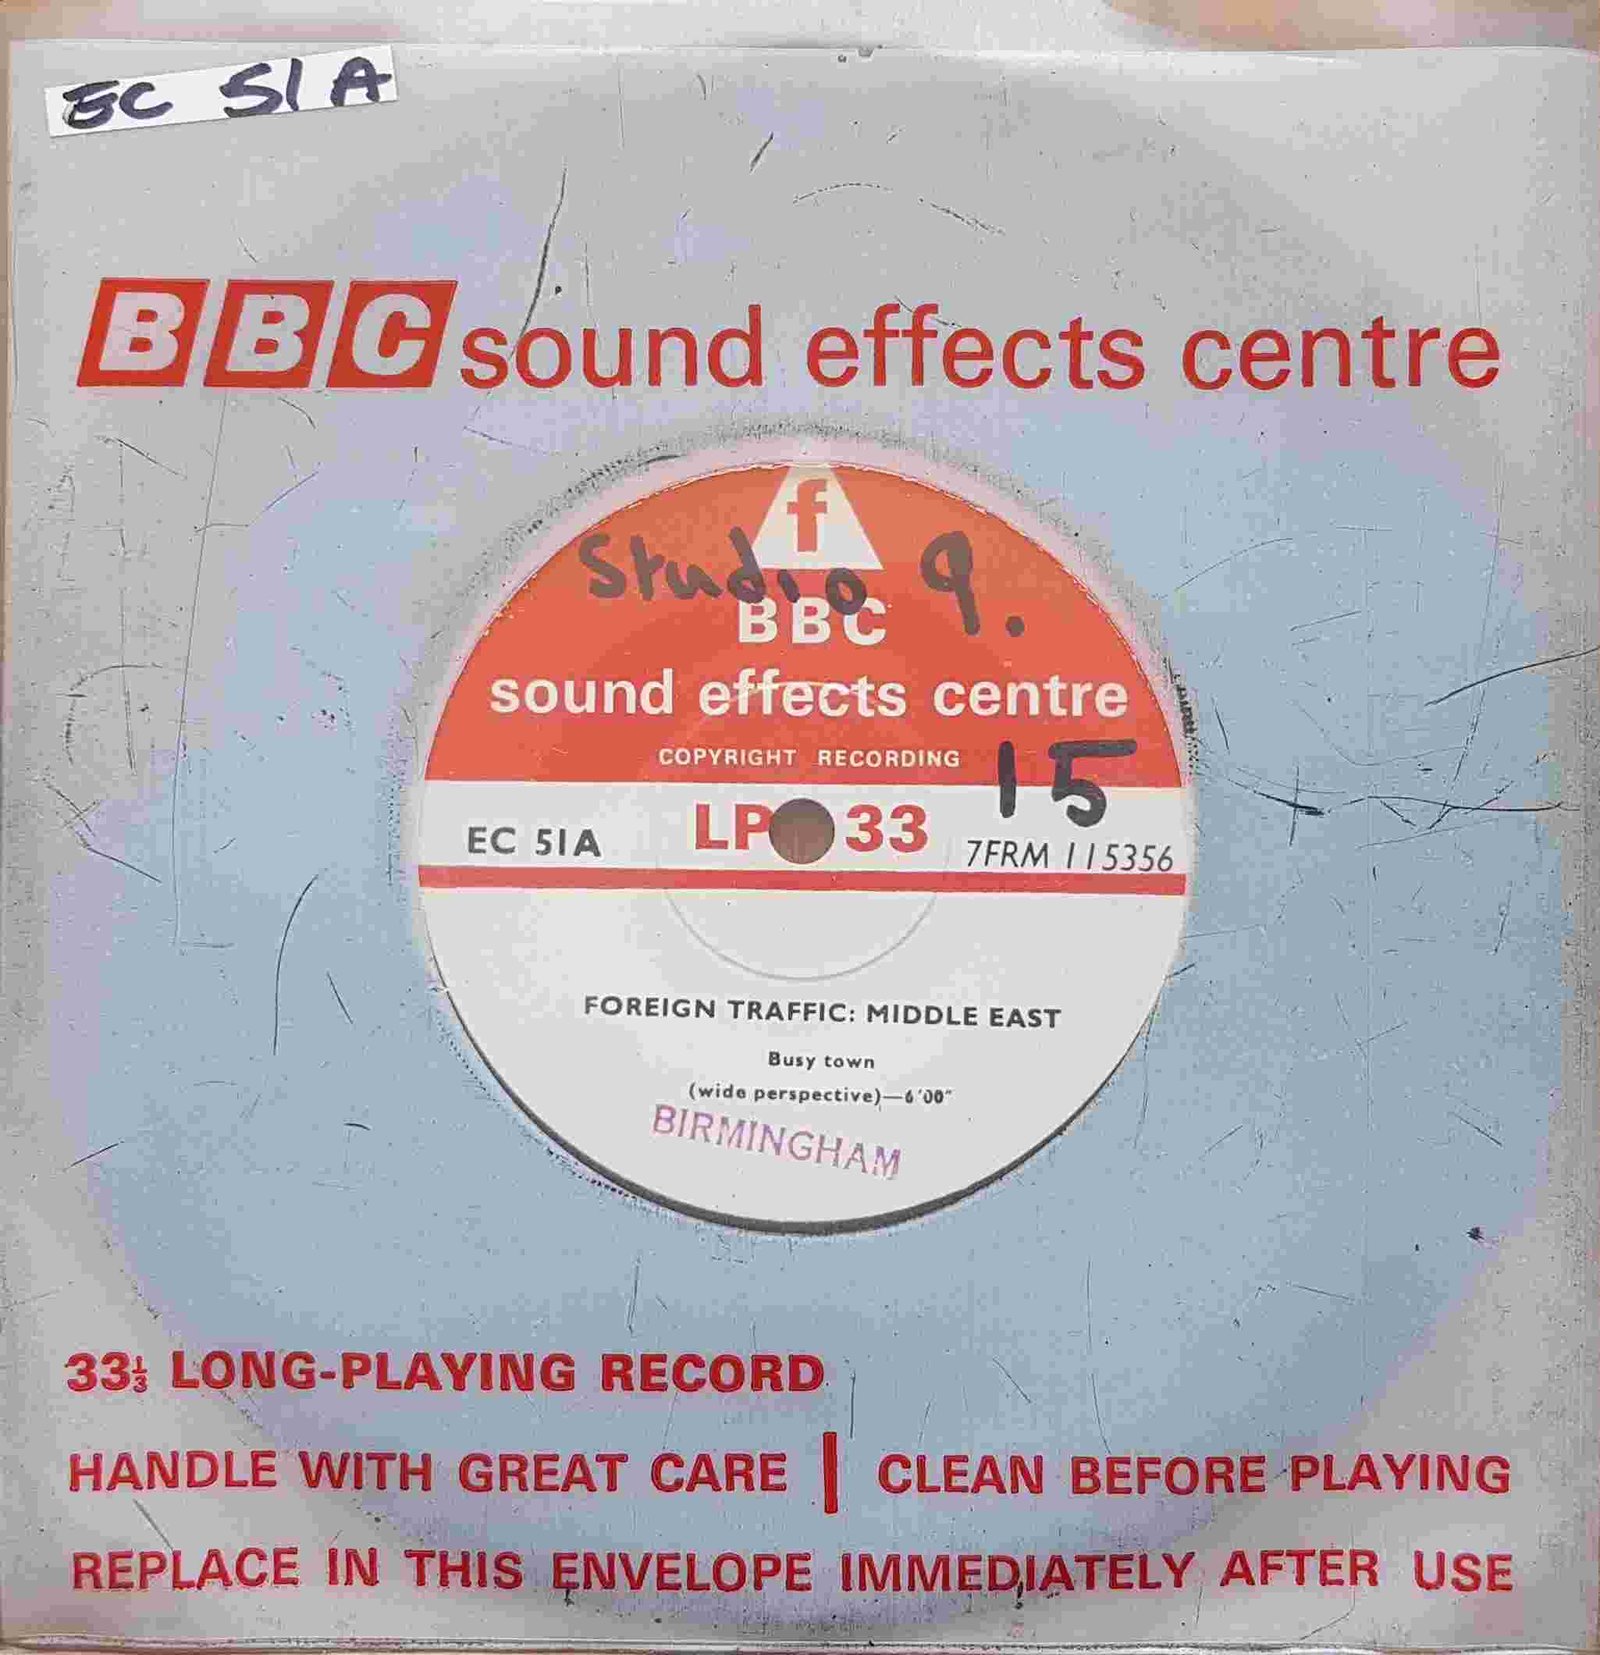 EC 51A
BBC sound effects centre
f
Studio 9.
BBC
sound effects centre
COPYRIGHT RECORDING
15
EC 51A
LP 33
7FRM 115356
FOREIGN TRAFFIC: MIDDLE EAST
Busy town
(wide perspective)—6'00"
BIRMINGHAM
33⅓ LONG-PLAYING RECORD
HANDLE WITH GREAT CARE | CLEAN BEFORE PLAYING
REPLACE IN THIS ENVELOPE IMMEDIATELY AFTER USE